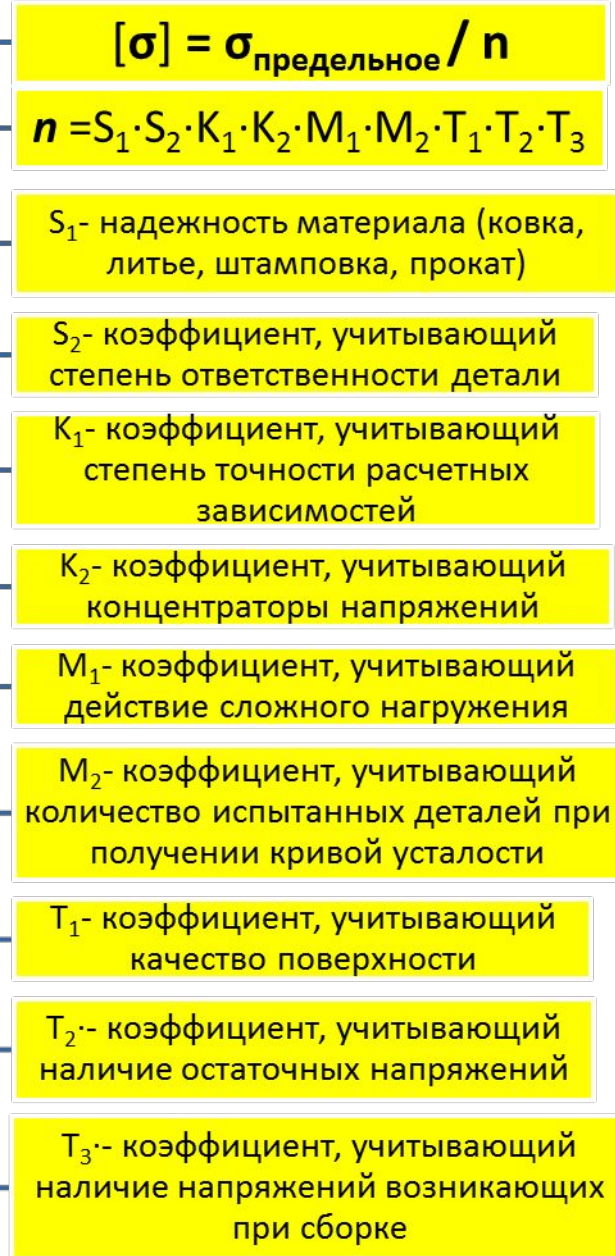 [σ] = σпредельное / n
n =S₁·S₂·K₁·K₂·M₁·M₂·T₁·T₂·T₃
S₁- надежность материала (ковка,
литье, штамповка, прокат)
S₂- коэффициент, учитывающий
степень ответственности детали
K₁- коэффициент, учитывающий
степень точности расчетных
зависимостей
K₂- коэффициент, учитывающий
концентраторы напряжений
M₁- коэффициент, учитывающий
действие сложного нагружения
M₂- коэффициент, учитывающий
количество испытанных деталей при
получении кривой усталости
T₁- коэффициент, учитывающий
качество поверхности
T₂·- коэффициент, учитывающий
наличие остаточных напряжений
T₃·- коэффициент, учитывающий
наличие напряжений возникающих
при сборке